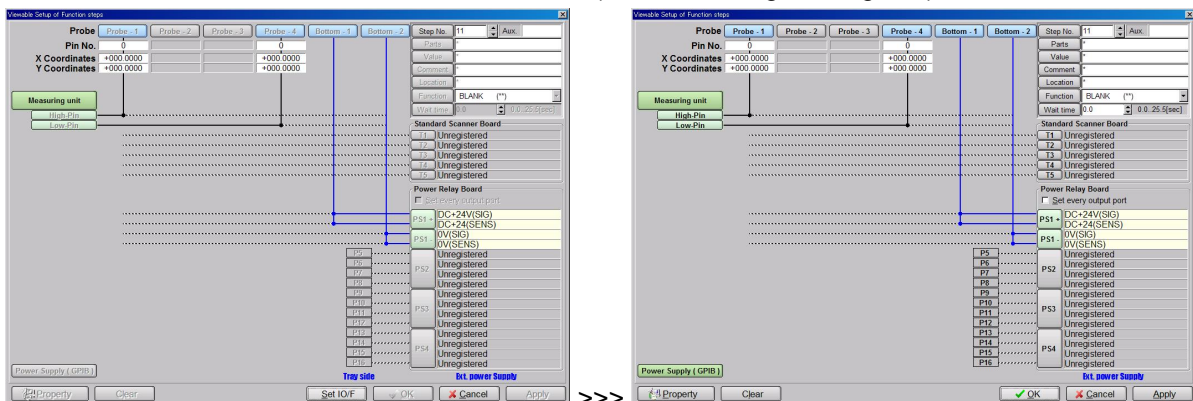 Viewable Setup of Function steps
Probe Probe - 1 Probe - 2 Probe - 3 Probe - 4 Bottom - 1 Bottom - 2 Step No. 11 Aux.
Pin No. 0 0 Parts *
X Coordinates +000.0000 +000.0000 Value *
Y Coordinates +000.0000 +000.0000 Comment *
Location *
Measuring unit Function BLANK (**)
High-Pin Wait time 0.0 0.0..25.5[sec]
Low-Pin Standard Scanner Board
T1 Unregistered
T2 Unregistered
T3 Unregistered
T4 Unregistered
T5 Unregistered
Power Relay Board
Set every output port
PS1 + DC+24V(SIG)
DC+24(SENS)
PS1 - 0V(SIG)
0V(SENS)
P5 Unregistered
P6 PS2 Unregistered
P7 Unregistered
P8 Unregistered
P9 Unregistered
P10 PS3 Unregistered
P11 Unregistered
P12 Unregistered
P13 Unregistered
P14 PS4 Unregistered
P15 Unregistered
P16 Unregistered
Power Supply ( GPIB ) Tray side Ext. power Supply
Property Clear Set IO/F OK Cancel Apply
>>>
Viewable Setup of Function steps
Probe Probe - 1 Probe - 2 Probe - 3 Probe - 4 Bottom - 1 Bottom - 2 Step No. 11 Aux.
Pin No. 0 0 Parts *
X Coordinates +000.0000 +000.0000 Value *
Y Coordinates +000.0000 +000.0000 Comment *
Location *
Measuring unit Function BLANK (**)
High-Pin Wait time 0.0 0.0..25.5[sec]
Low-Pin Standard Scanner Board
T1 Unregistered
T2 Unregistered
T3 Unregistered
T4 Unregistered
T5 Unregistered
Power Relay Board
Set every output port
PS1 + DC+24V(SIG)
DC+24(SENS)
PS1 - 0V(SIG)
0V(SENS)
P5 Unregistered
P6 PS2 Unregistered
P7 Unregistered
P8 Unregistered
P9 Unregistered
P10 PS3 Unregistered
P11 Unregistered
P12 Unregistered
P13 Unregistered
P14 PS4 Unregistered
P15 Unregistered
P16 Unregistered
Power Supply ( GPIB ) Ext. power Supply
Property Clear OK Cancel Apply